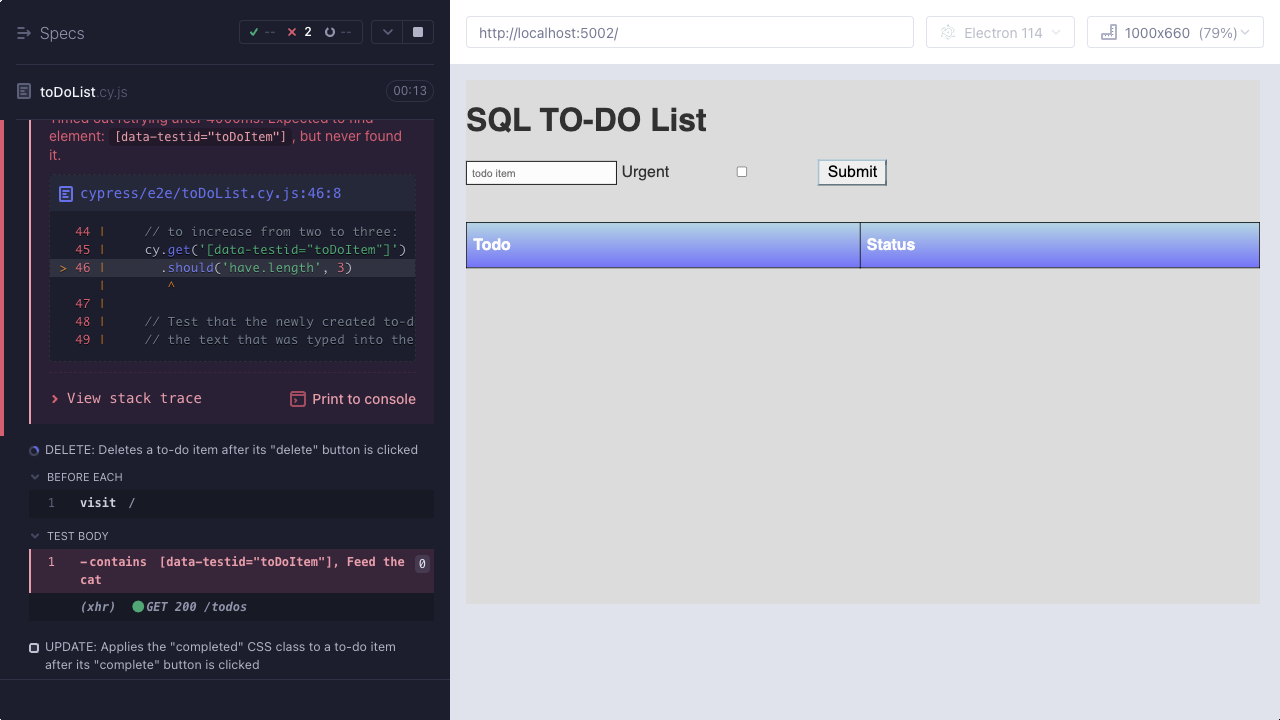 Specs
-- 2 --
toDoList.cy.js
00:13
Timed out retrying after 4000ms: Expected to find
element: [data-testid="toDoItem"], but never found
it.
cypress/e2e/toDoList.cy.js:46:8
44 | // to increase from two to three:
45 | cy.get('[data-testid="toDoItem"]')
> 46 | .should('have.length', 3)
| ^
47 |
48 | // Test that the newly created to-d
49 | // the text that was typed into the
View stack trace
Print to console
DELETE: Deletes a to-do item after its "delete" button is clicked
BEFORE EACH
1 visit /
TEST BODY
1 -contains [data-testid="toDoItem"], Feed the
cat
0
(xhr) GET 200 /todos
UPDATE: Applies the "completed" CSS class to a to-do item
after its "complete" button is clicked
http://localhost:5002/
Electron 114
1000x660 (79%)
SQL TO-DO List
todo item
Urgent
Submit
Todo
Status